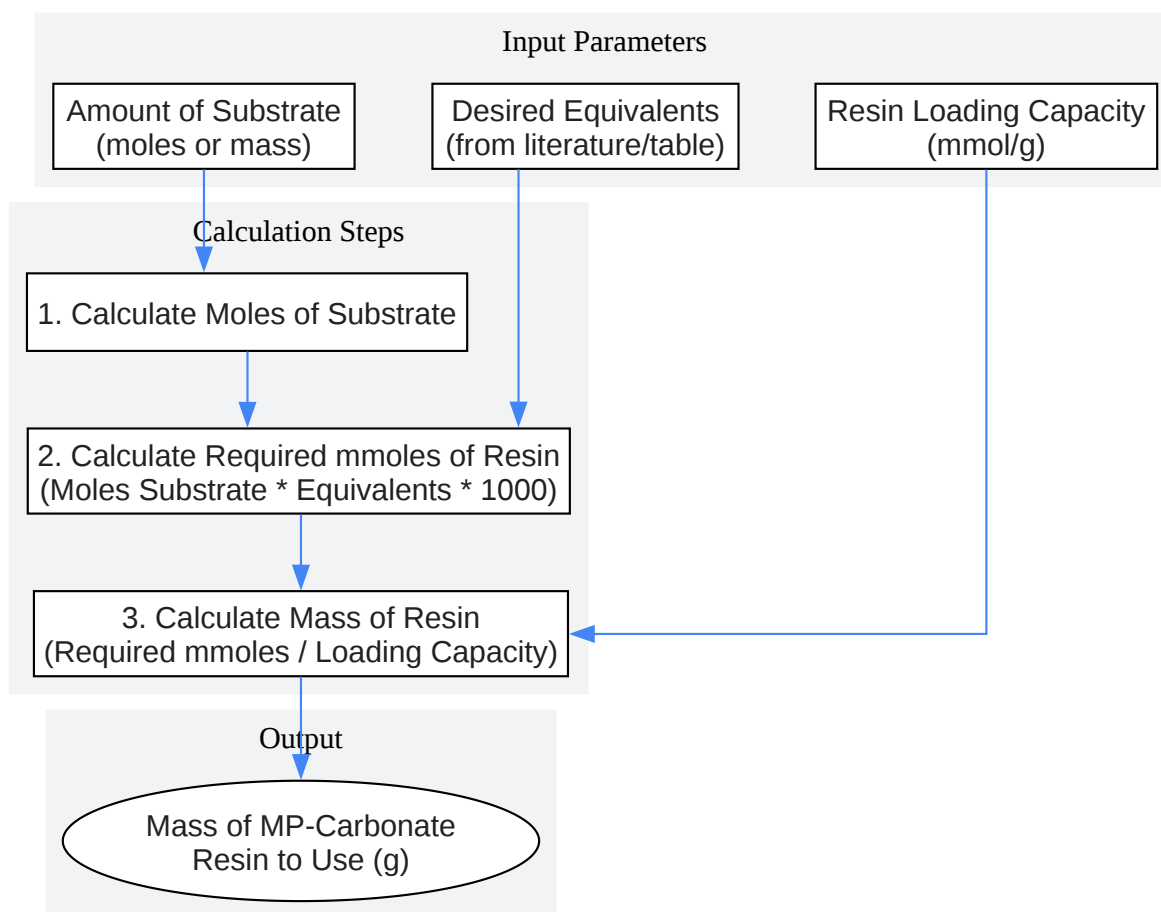 Input Parameters
Amount of Substrate
(moles or mass)
Desired Equivalents
(from literature/table)
Resin Loading Capacity
(mmol/g)
Calculation Steps
1. Calculate Moles of Substrate
2. Calculate Required mmoles of Resin
(Moles Substrate * Equivalents * 1000)
3. Calculate Mass of Resin
(Required mmoles / Loading Capacity)
Output
Mass of MP-Carbonate
Resin to Use (g)